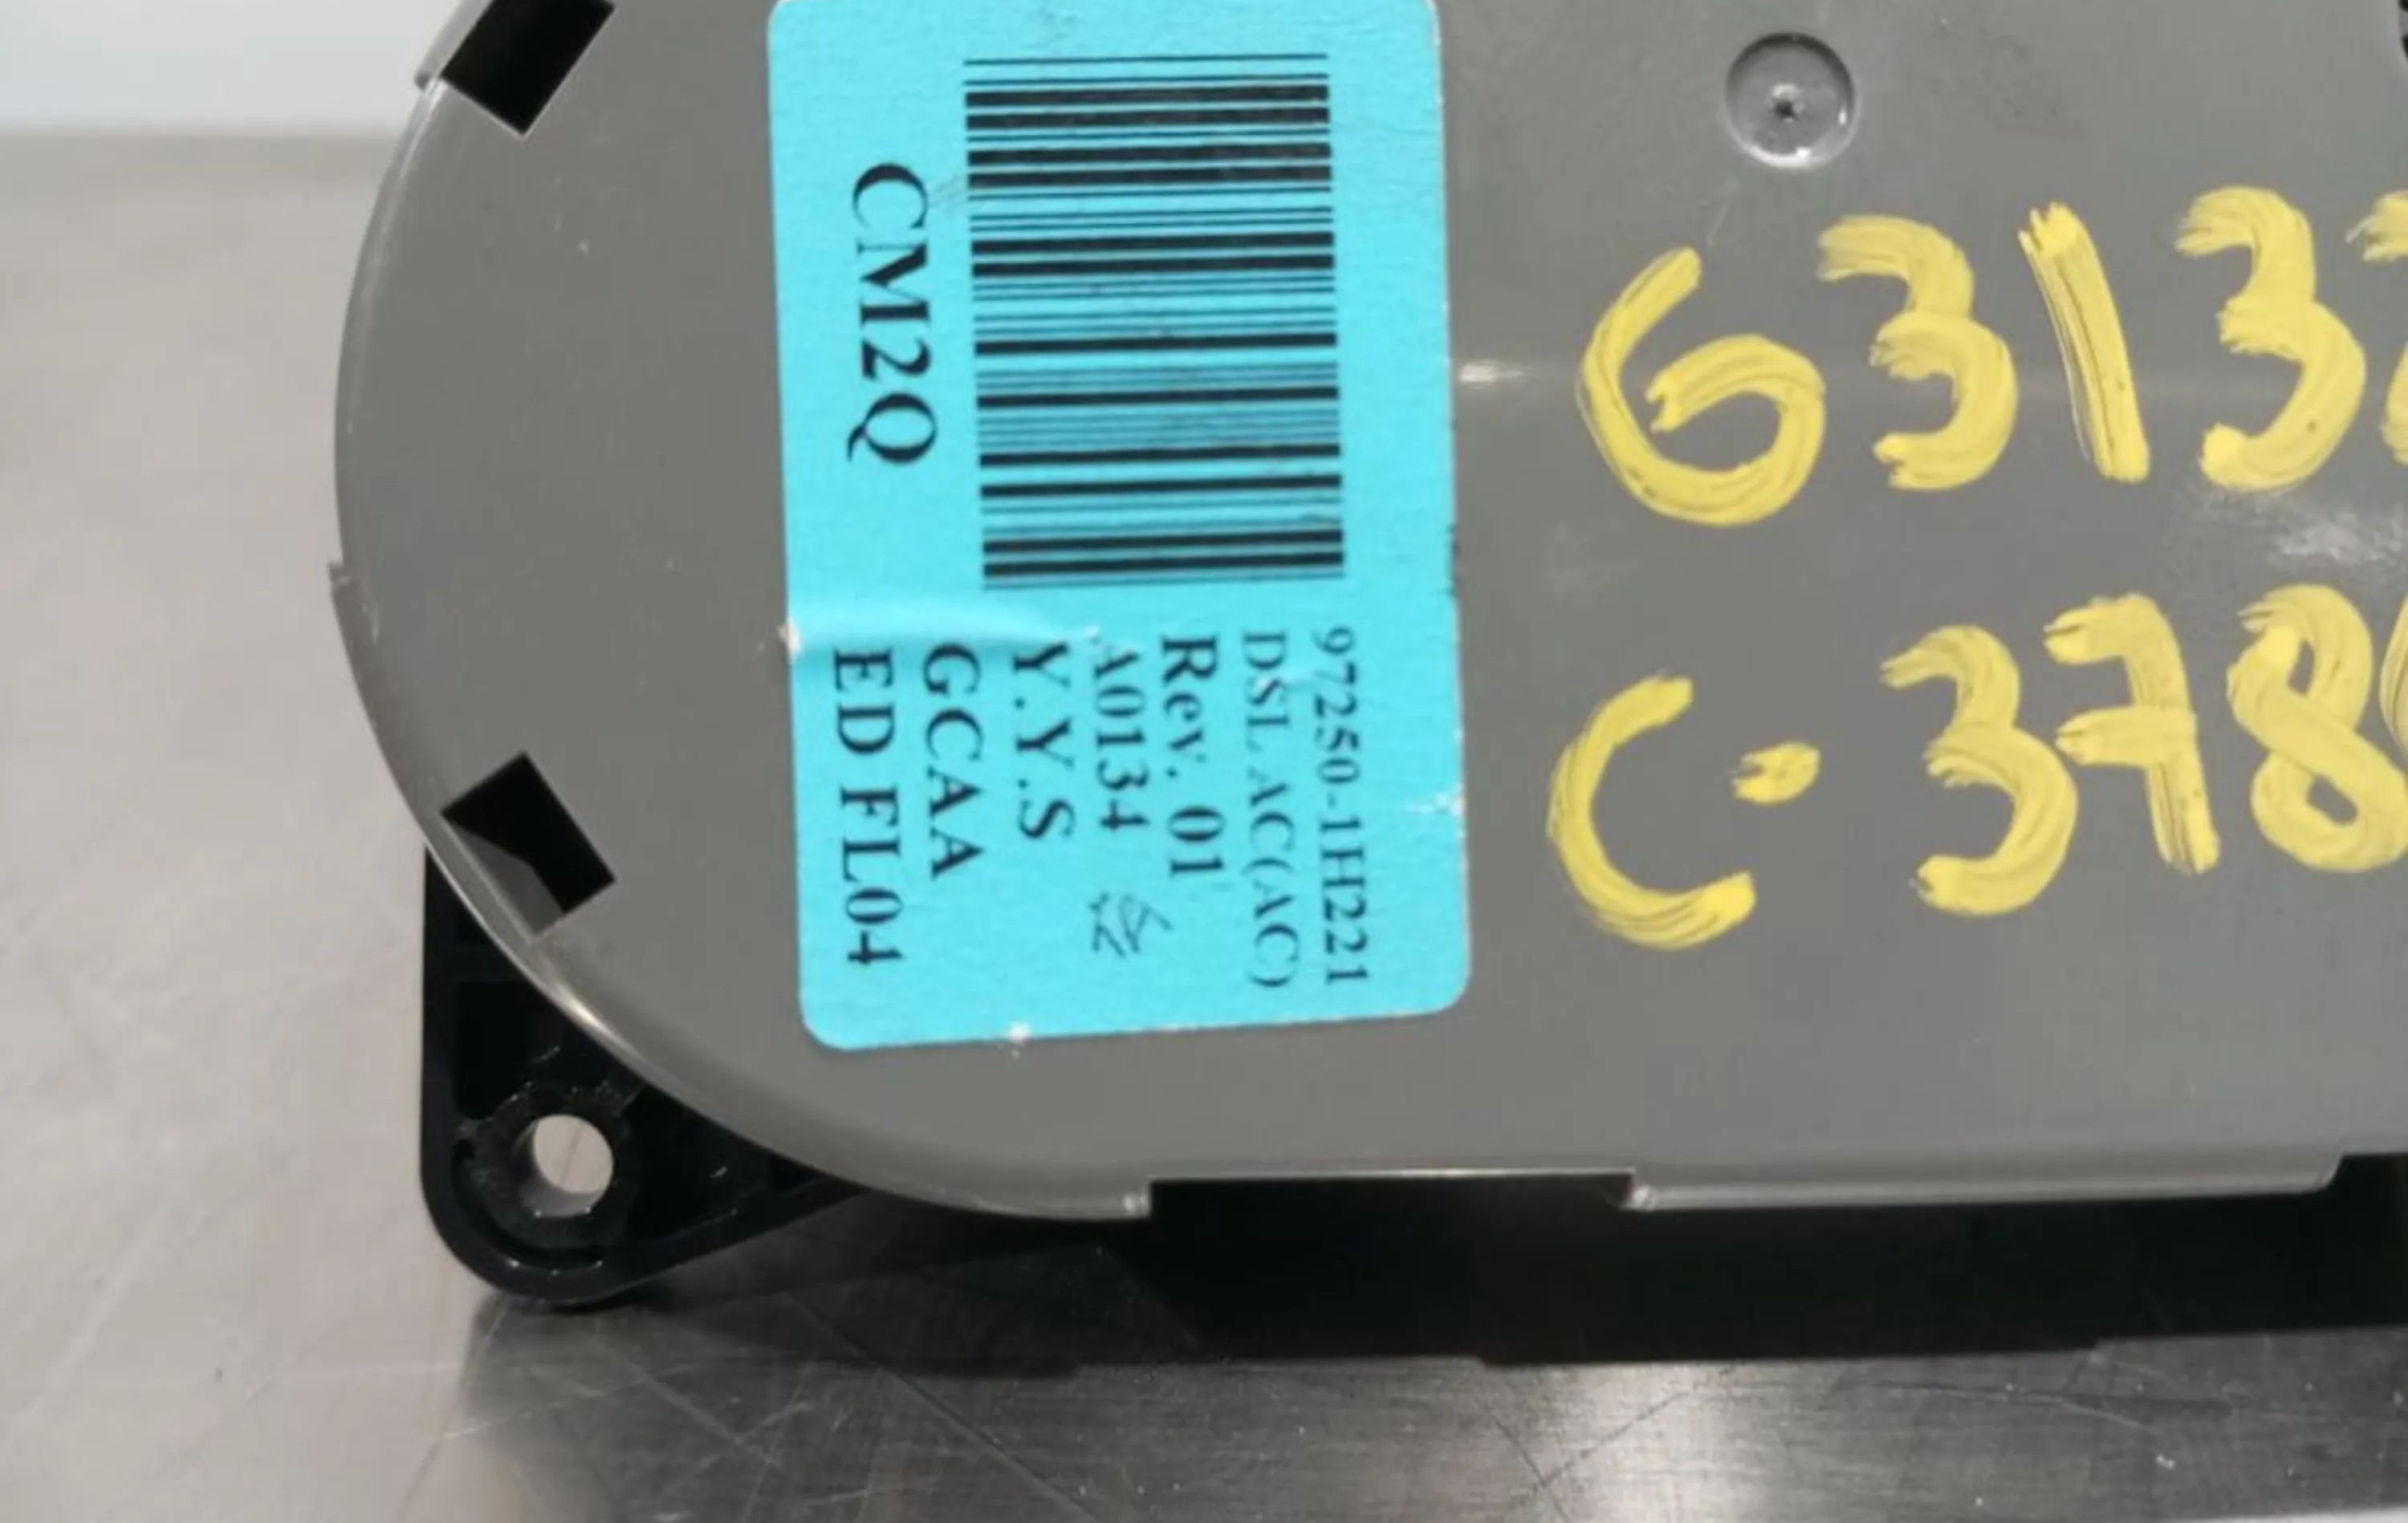 97250-1H221
DSL AC(AC)
Rev. 01
A0134
Y.Y.S
GCAA
ED FL04
CM2Q
6313
C-378